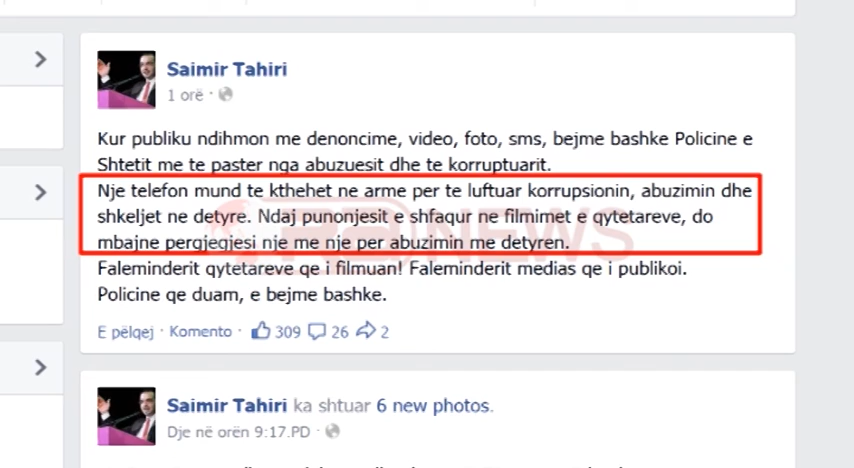 Saimir Tahiri
1 orë ·
Kur publiku ndihmon me denoncime, video, foto, sms, bejme bashke Policine e
Shtetit me te paster nga abuzuesit dhe te korruptuarit.
Nje telefon mund te kthehet ne arme per te luftuar korrupsionin, abuzimin dhe
shkeljet ne detyre. Ndaj punonjesit e shfaqur ne filmimet e qytetareve, do
mbajne pergjegjesi nje me nje per abuzimin me detyren.
NEWS
Faleminderit qytetareve qe i filmuan! Faleminderit medias qe i publikoi.
Policine qe duam, e bejme bashke.
E pëlqej · Komento · 309 26 2
Saimir Tahiri ka shtuar 6 new photos.
Dje në orën 9:17.PD ·